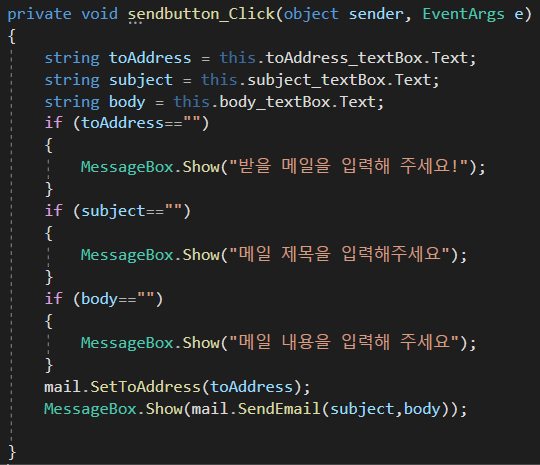 private void sendbutton_Click(object sender, EventArgs e)
{
    string toAddress = this.toAddress_textBox.Text;
    string subject = this.subject_textBox.Text;
    string body = this.body_textBox.Text;
    if (toAddress=="")
    {
        MessageBox.Show("받을 메일을 입력해 주세요!");
    }
    if (subject=="")
    {
        MessageBox.Show("메일 제목을 입력해주세요");
    }
    if (body=="")
    {
        MessageBox.Show("메일 내용을 입력해 주세요");
    }
    mail.SetToAddress(toAddress);
    MessageBox.Show(mail.SendEmail(subject,body));
}